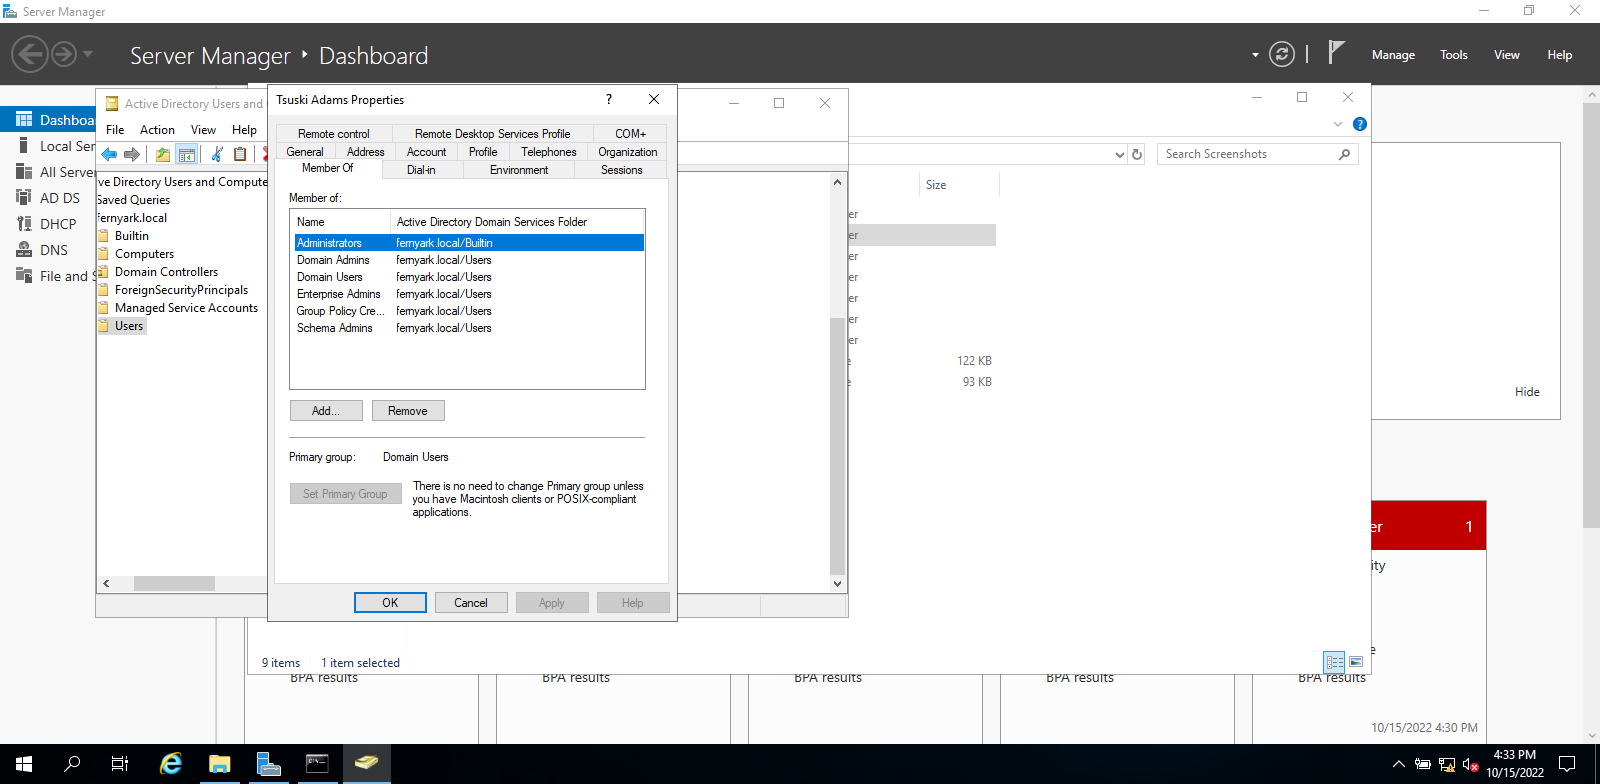 Server Manager
Server Manager ‣ Dashboard
Manage Tools View Help
Dashboa
Local Ser
All Server
AD DS
DHCP
DNS
File and S
Active Directory Users and
File Action View Help
ve Directory Users and Compute
Saved Queries
fernyark.local
Builtin
Computers
Domain Controllers
ForeignSecurityPrincipals
Managed Service Accounts
Users
Tsuski Adams Properties
?
Remote control Remote Desktop Services Profile COM+
General Address Account Profile Telephones Organization
Member Of Dial-in Environment Sessions
Member of:
Name Active Directory Domain Services Folder
Administrators fernyark.local/Builtin
Domain Admins fernyark.local/Users
Domain Users fernyark.local/Users
Enterprise Admins fernyark.local/Users
Group Policy Cre... fernyark.local/Users
Schema Admins fernyark.local/Users
Add... Remove
Primary group: Domain Users
Set Primary Group
There is no need to change Primary group unless
you have Macintosh clients or POSIX-compliant
applications.
OK Cancel Apply Help
?
Search Screenshots
Size
er
er
er
er
er
er
er
e 122 KB
e 93 KB
9 items 1 item selected
Hide
er 1
ity
e
BPA results BPA results BPA results BPA results BPA results
10/15/2022 4:30 PM
4:33 PM
10/15/2022